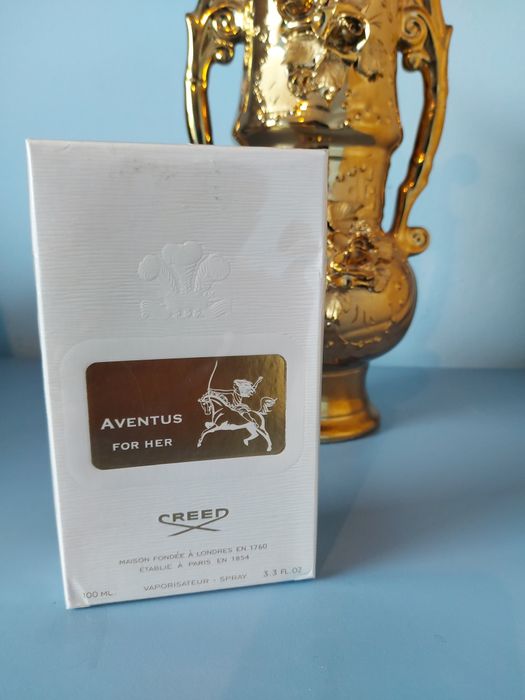 AVENTUS
FOR HER
CREED
MAISON FONDÉE À LONDRES EN 1760
ÉTABLIE À PARIS EN 1854
100 ML. VAPORISATEUR - SPRAY 3.3 FL.OZ